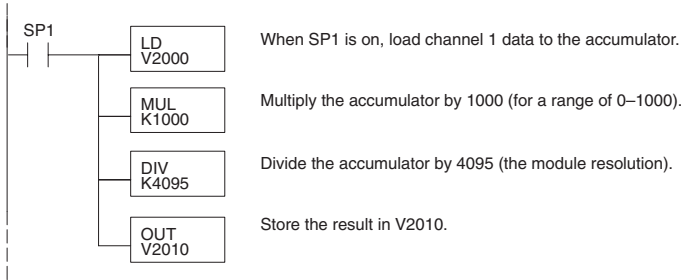 SP1
LD
V2000
When SP1 is on, load channel 1 data to the accumulator.
MUL
K1000
Multiply the accumulator by 1000 (for a range of 0–1000).
DIV
K4095
Divide the accumulator by 4095 (the module resolution).
OUT
V2010
Store the result in V2010.